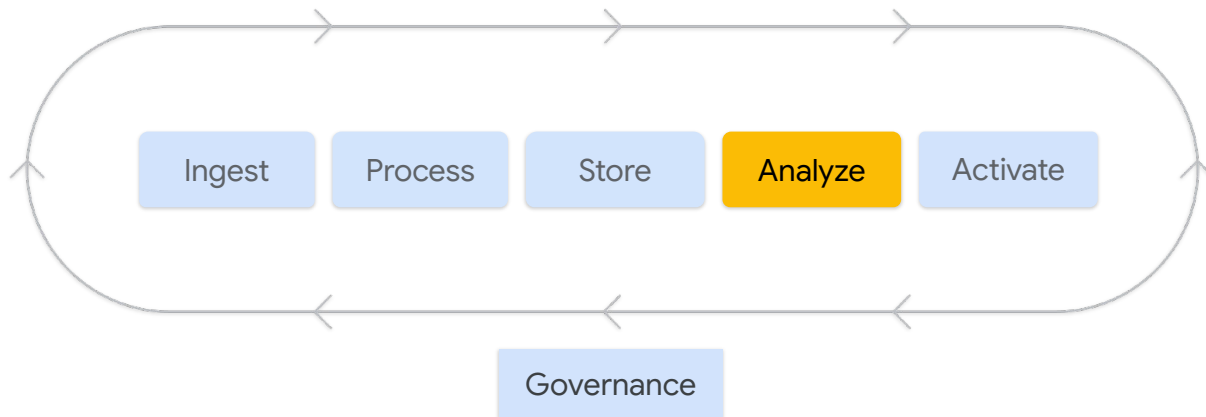 Ingest
Process
Store
Analyze
Activate
Governance